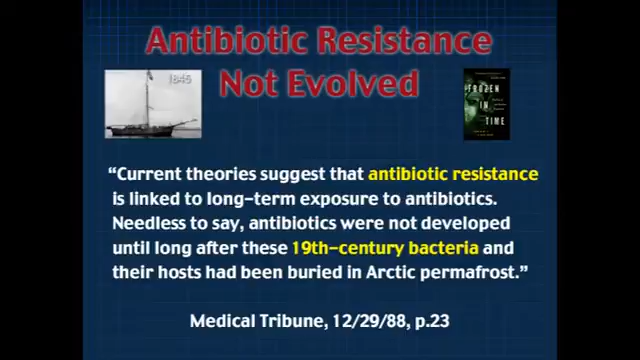 Antibiotic Resistance
Not Evolved
1845
FROZEN
IN
TIME
“Current theories suggest that antibiotic resistance
is linked to long-term exposure to antibiotics.
Needless to say, antibiotics were not developed
until long after these 19th-century bacteria and
their hosts had been buried in Arctic permafrost.”
Medical Tribune, 12/29/88, p.23